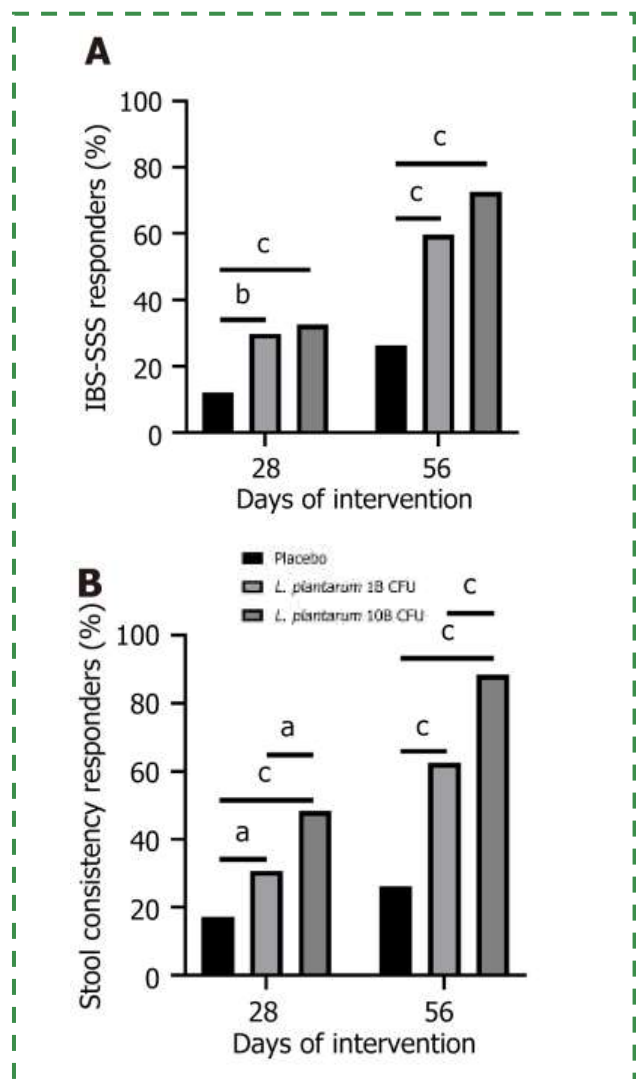 A
IBS-SSS responders (%)
100
80
60
40
20
0
c
c
c
b
28
56
Days of intervention
Placebo
L. plantarum 1B CFU
L. plantarum 10B CFU
B
Stool consistency responders (%)
100
80
60
40
20
0
c
c
a
c
c
a
28
56
Days of intervention